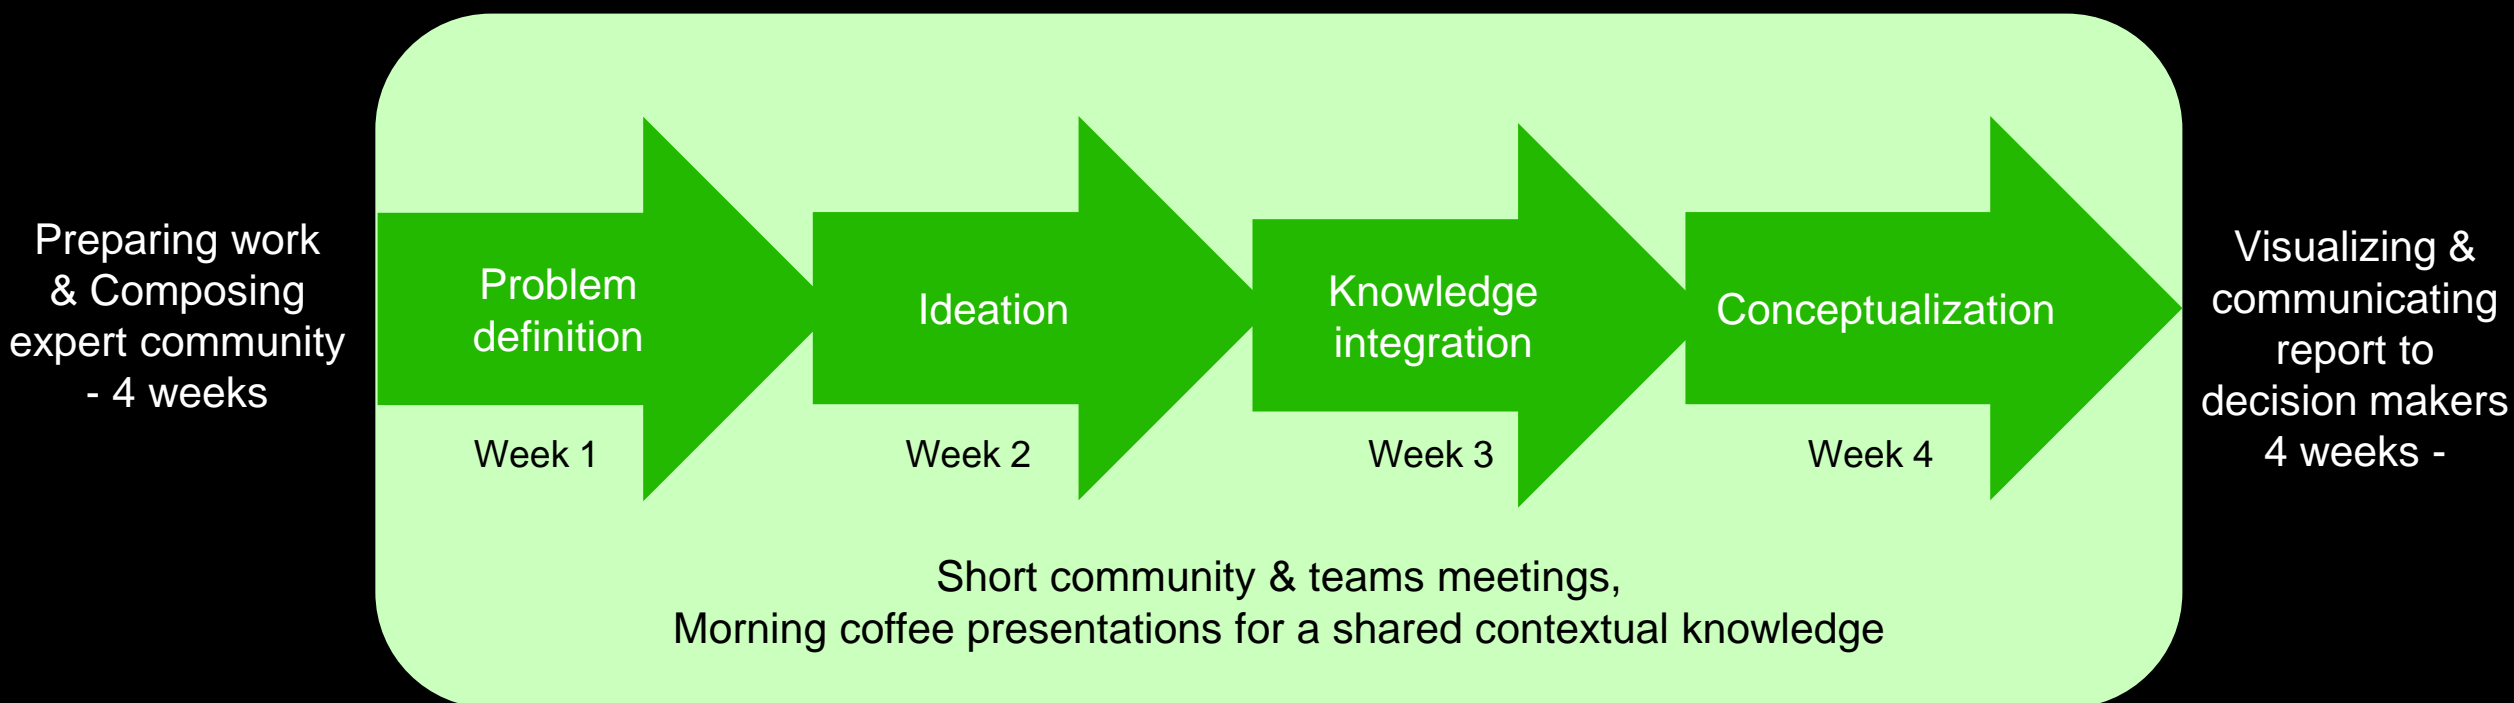 Preparing work
& Composing
expert community
- 4 weeks
Problem
definition
Week 1
Ideation
Week 2
Knowledge
integration
Week 3
Conceptualization
Week 4
Short community & teams meetings,
Morning coffee presentations for a shared contextual knowledge
Visualizing &
communicating
report to
decision makers
4 weeks -